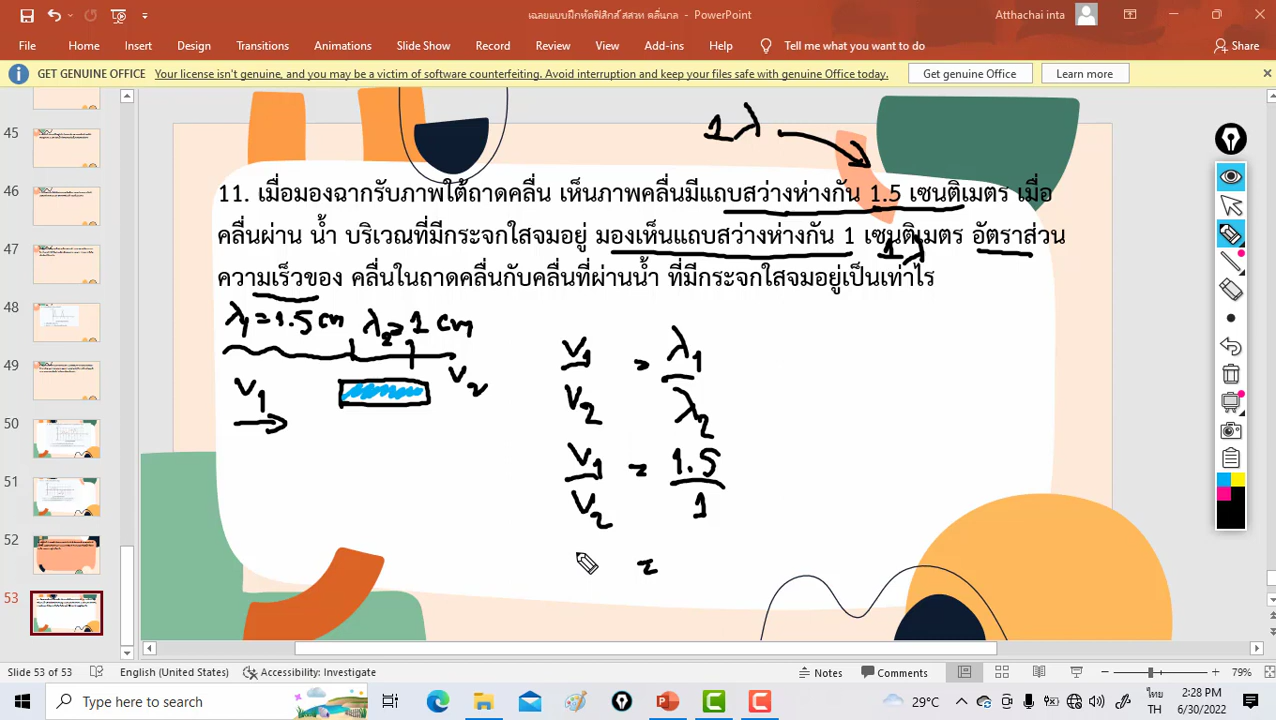 เฉลยแบบฝึกหัดฟิสิกส์ สสวท คลื่นกล - PowerPoint
Atthachai inta
File Home Insert Design Transitions Animations Slide Show Record Review View Add-ins Help Tell me what you want to do Share
GET GENUINE OFFICE Your license isn't genuine, and you may be a victim of software counterfeiting. Avoid interruption and keep your files safe with genuine Office today. Get genuine Office Learn more
45
46
47
48
49
50
51
52
53
1λ
11. เมื่อมองฉากรับภาพใต้ถาดคลื่น เห็นภาพคลื่นมีแถบสว่างห่างกัน 1.5 เซนติเมตร เมื่อ
คลื่นผ่าน น้ำ บริเวณที่มีกระจกใสจมอยู่ มองเห็นแถบสว่างห่างกัน 1 เซนติเมตร อัตราส่วน
1λ
ความเร็วของ คลื่นในถาดคลื่นกับคลื่นที่ผ่านน้ำ ที่มีกระจกใสจมอยู่เป็นเท่าไร
λ1 = 1.5 cm λ2 = 1 cm
V1
V2
V1 = λ1
V2 λ2
V1 = 1.5
V2 1
=
Slide 53 of 53 English (United States) Accessibility: Investigate Notes Comments 79%
Type here to search
29°C
ไทย
TH
2:28 PM
6/30/2022